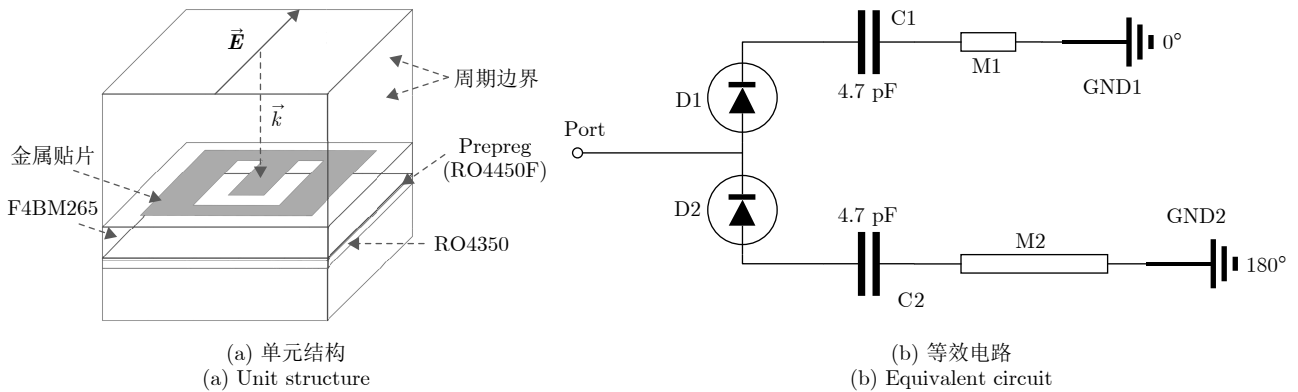 E
k
周期边界
金属贴片
Prepreg
(RO4450F)
F4BM265
RO4350
(a) 单元结构
(a) Unit structure
C1
4.7 pF
M1
0°
GND1
D1
Port
D2
4.7 pF
C2
M2
GND2
180°
(b) 等效电路
(b) Equivalent circuit